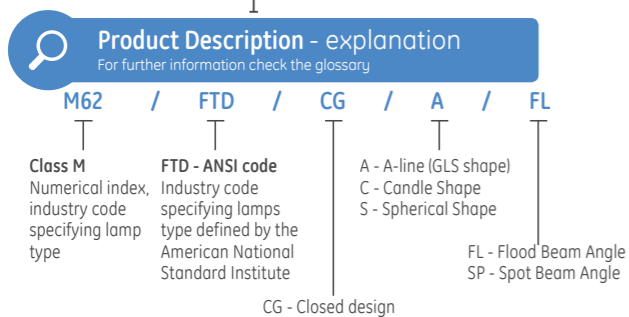 Product Description - explanation
For further information check the glossary
M62 / FTD / CG / A / FL
Class M
Numerical index,
industry code
specifying lamp
type
FTD - ANSI code
Industry code
specifying lamps
type defined by the
American National
Standard Institute
A - A-line (GLS shape)
C - Candle Shape
S - Spherical Shape
FL - Flood Beam Angle
SP - Spot Beam Angle
CG - Closed design